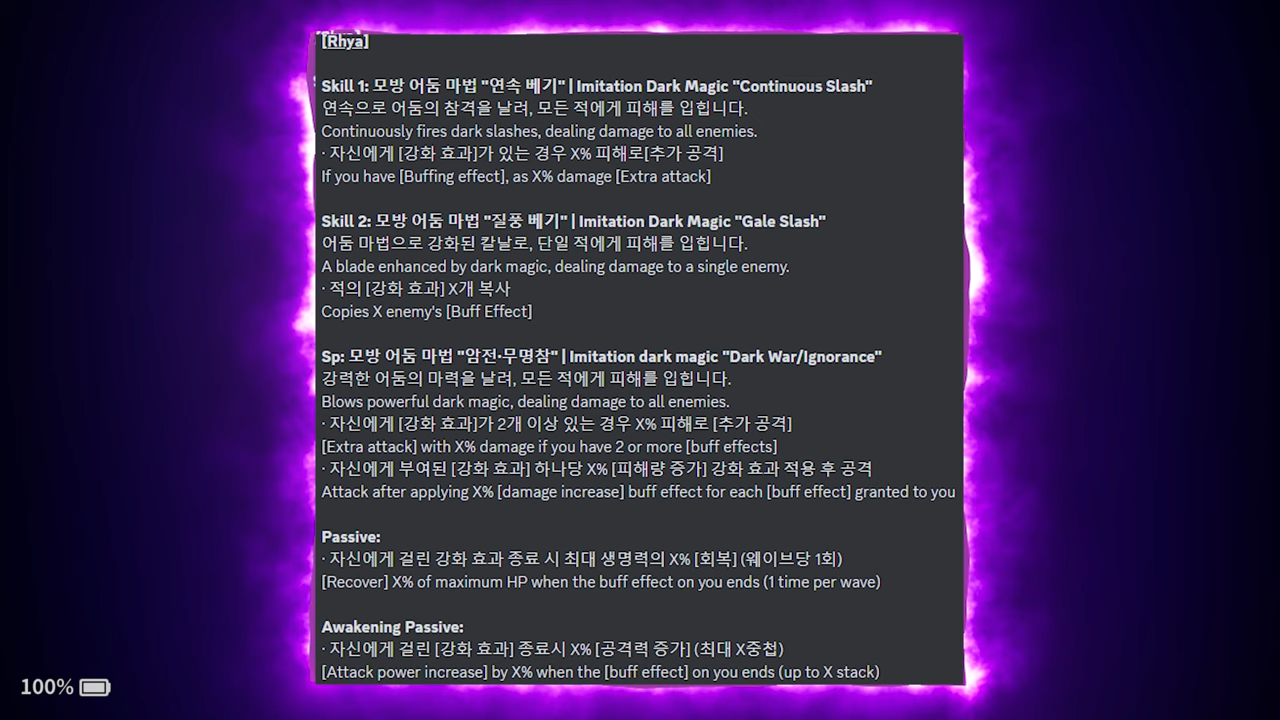 [Rhya]
Skill 1: 모방 어둠 마법 "연속 베기" | Imitation Dark Magic "Continuous Slash"
연속으로 어둠의 참격을 날려, 모든 적에게 피해를 입힙니다.
Continuously fires dark slashes, dealing damage to all enemies.
· 자신에게 [강화 효과]가 있는 경우 X% 피해로[추가 공격]
If you have [Buffing effect], as X% damage [Extra attack]
Skill 2: 모방 어둠 마법 "질풍 베기" | Imitation Dark Magic "Gale Slash"
어둠 마법으로 강화된 칼날로, 단일 적에게 피해를 입힙니다.
A blade enhanced by dark magic, dealing damage to a single enemy.
· 적의 [강화 효과] X개 복사
Copies X enemy's [Buff Effect]
Sp: 모방 어둠 마법 "암전·무명참" | Imitation dark magic "Dark War/Ignorance"
강력한 어둠의 마력을 날려, 모든 적에게 피해를 입힙니다.
Blows powerful dark magic, dealing damage to all enemies.
· 자신에게 [강화 효과]가 2개 이상 있는 경우 X% 피해로 [추가 공격]
[Extra attack] with X% damage if you have 2 or more [buff effects]
· 자신에게 부여된 [강화 효과] 하나당 X% [피해량 증가] 강화 효과 적용 후 공격
Attack after applying X% [damage increase] buff effect for each [buff effect] granted to you
Passive:
· 자신에게 걸린 강화 효과 종료 시 최대 생명력의 X% [회복] (웨이브당 1회)
[Recover] X% of maximum HP when the buff effect on you ends (1 time per wave)
Awakening Passive:
· 자신에게 걸린 [강화 효과] 종료시 X% [공격력 증가] (최대 X중첩)
[Attack power increase] by X% when the [buff effect] on you ends (up to X stack)
100%